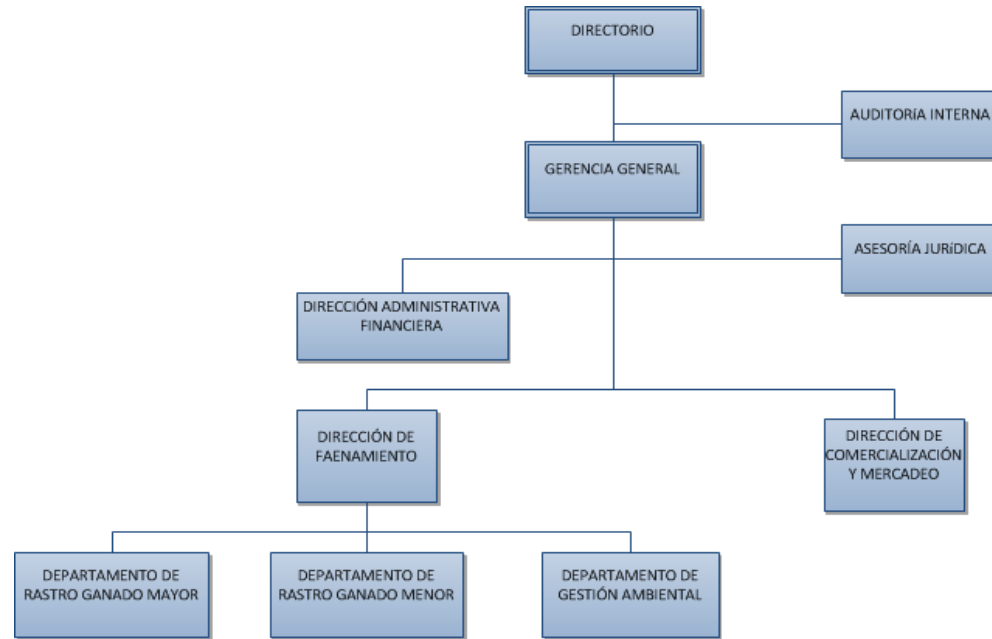 DIRECTORIO
AUDITORíA INTERNA
GERENCIA GENERAL
ASESORÍA JURíDICA
DIRECCIÓN ADMINISTRATIVA
FINANCIERA
DIRECCIÓN DE
FAENAMIENTO
DIRECCIÓN DE
COMERCIALIZACIÓN
Y MERCADEO
DEPARTAMENTO DE
RASTRO GANADO MAYOR
DEPARTAMENTO DE
RASTRO GANADO MENOR
DEPARTAMENTO DE
GESTIÓN AMBIENTAL